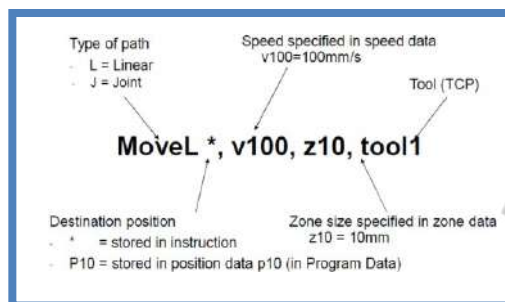 Type of path
- L = Linear
- J = Joint
Speed specified in speed data
v100=100mm/s
Tool (TCP)
MoveL *, v100, z10, tool1
Destination position
- * = stored in instruction
- P10 = stored in position data p10 (in Program Data)
Zone size specified in zone data
z10 = 10mm